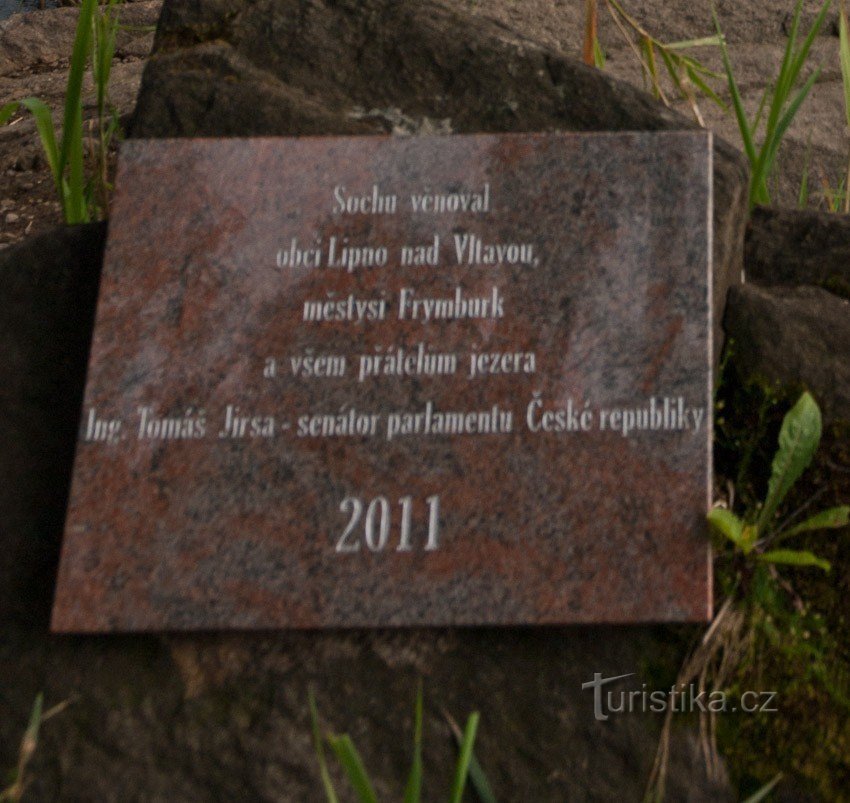 Sochu věnoval
obci Lipno nad Vltavou,
městysi Frymburk
a všem přátelům jezera
Ing. Tomáš Jirsa - senátor parlamentu České republiky
2011
Turistika.cz